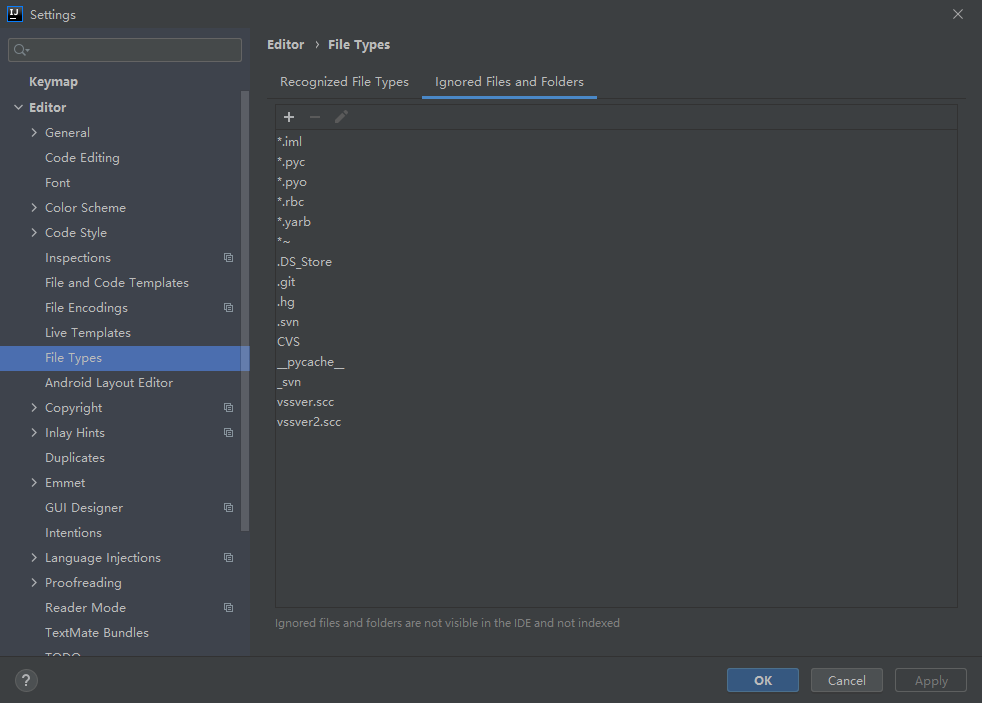 Settings
Keymap
Editor
General
Code Editing
Font
Color Scheme
Code Style
Inspections
File and Code Templates
File Encodings
Live Templates
File Types
Android Layout Editor
Copyright
Inlay Hints
Duplicates
Emmet
GUI Designer
Intentions
Language Injections
Proofreading
Reader Mode
TextMate Bundles
TODO
Editor › File Types
Recognized File Types Ignored Files and Folders
*.iml
*.pyc
*.pyo
*.rbc
*.yarb
*~
.DS_Store
.git
.hg
.svn
CVS
__pycache__
_svn
vssver.scc
vssver2.scc
Ignored files and folders are not visible in the IDE and not indexed
? OK Cancel Apply